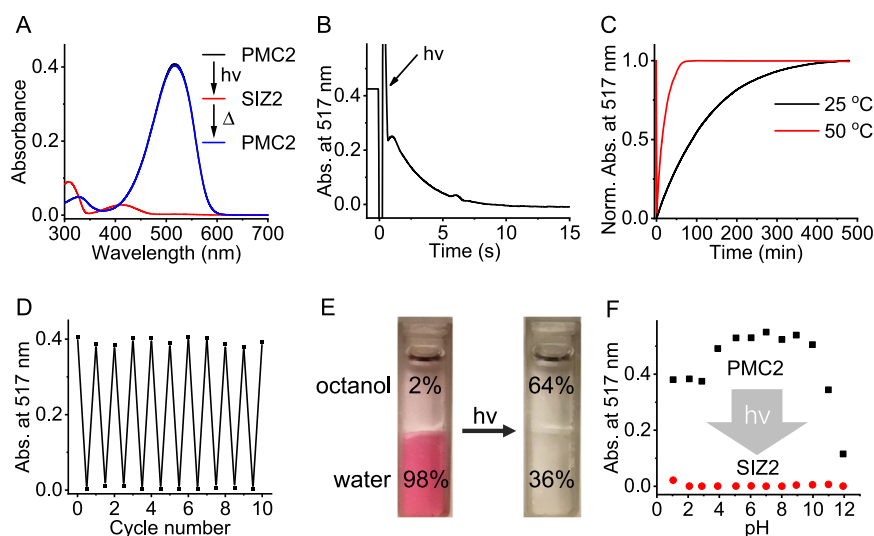 A
Absorbance
0.4
0.2
0.0
300 400 500 600 700
Wavelength (nm)
PMC2
hν
SIZ2
Δ
PMC2
B
Abs. at 517 nm
0.4
0.2
0.0
0 5 10 15
Time (s)
hν
C
Norm. Abs. at 517 nm
1.0
0.5
0.0
0 100 200 300 400 500
Time (min)
25 °C
50 °C
D
Abs. at 517 nm
0.4
0.2
0.0
0 2 4 6 8 10
Cycle number
E
octanol
2%
water
98%
hν
64%
36%
F
Abs. at 517 nm
0.4
0.2
0.0
0 2 4 6 8 10 12
pH
PMC2
hν
SIZ2